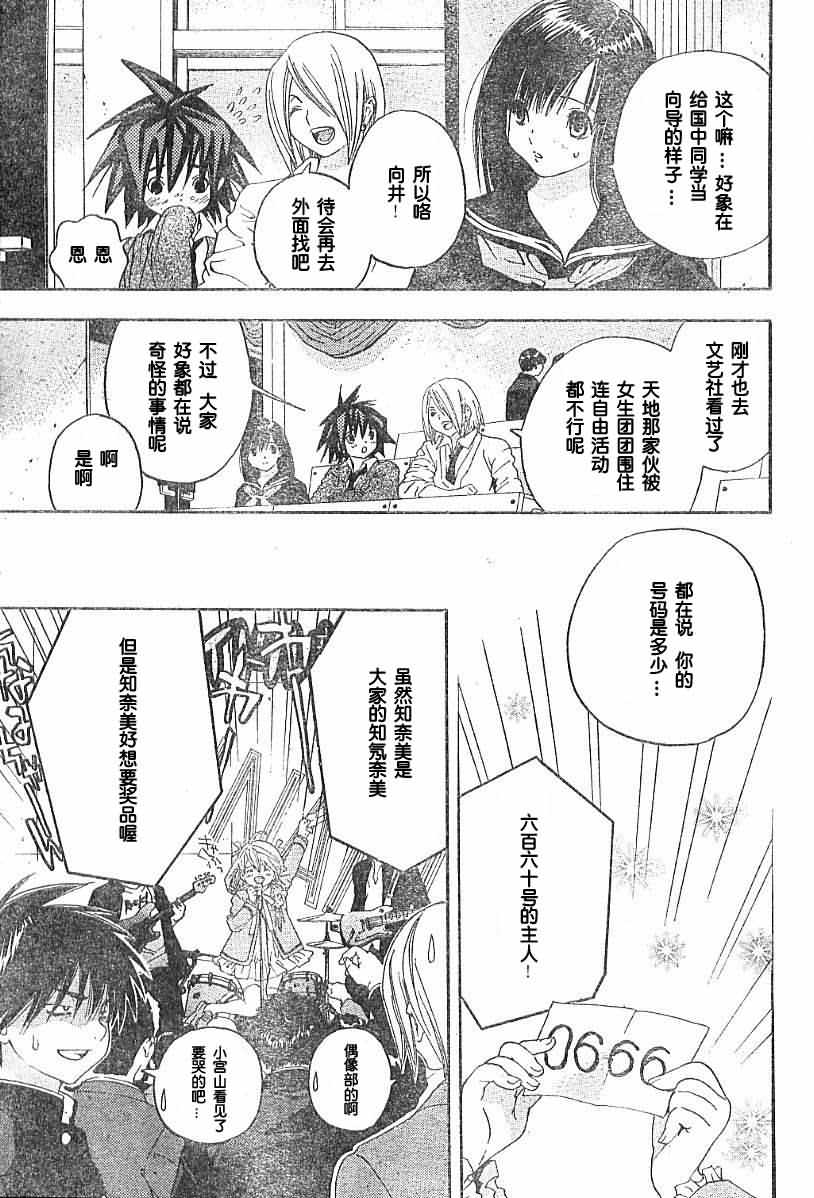 这个嘛…好象在
给国中同学当
向导的样子…
所以咯
向井！
待会再去
外面找吧
恩恩
刚才也去
文艺社看过了
天地那家伙被
女生团团围住
连自由活动
都不行呢
不过 大家
好象都在说
奇怪的事情呢
啊
是啊
都在说 你的
号码是多少…
六百六十号的主人！
0666
虽然知奈美是
大家的知氪奈美
但是知奈美好想要奖品喔
偶像部的啊
小宫山看见了
要哭的吧…